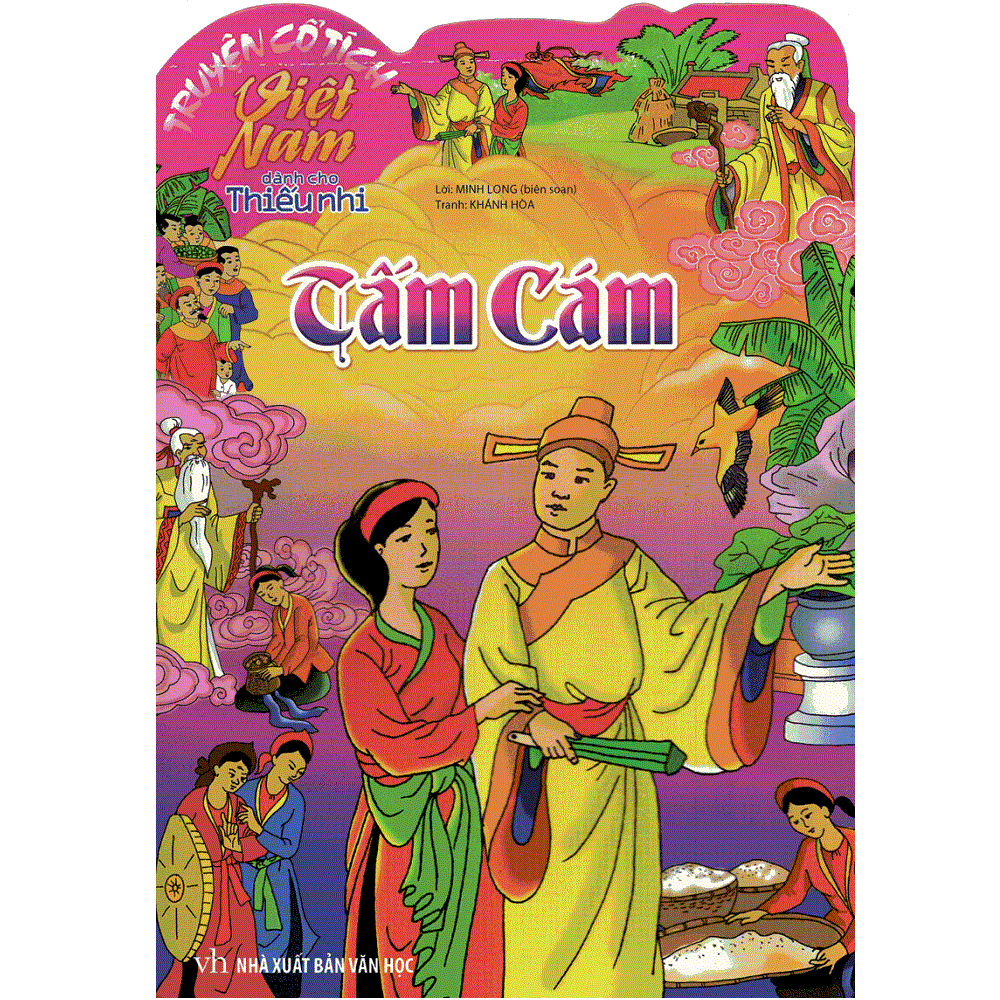 TRUYỆN CỔ TÍCH
Việt
Nam
dành cho
Thiếu nhi
Lời: MINH LONG (biên soạn)
Tranh: KHÁNH HÒA
Tấm Cám
vh NHÀ XUẤT BẢN VĂN HỌC